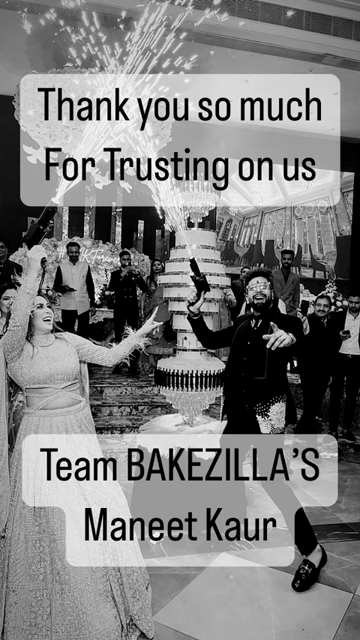 Thank you so much
For Trusting on us
Team BAKEZILLA'S
Maneet Kaur